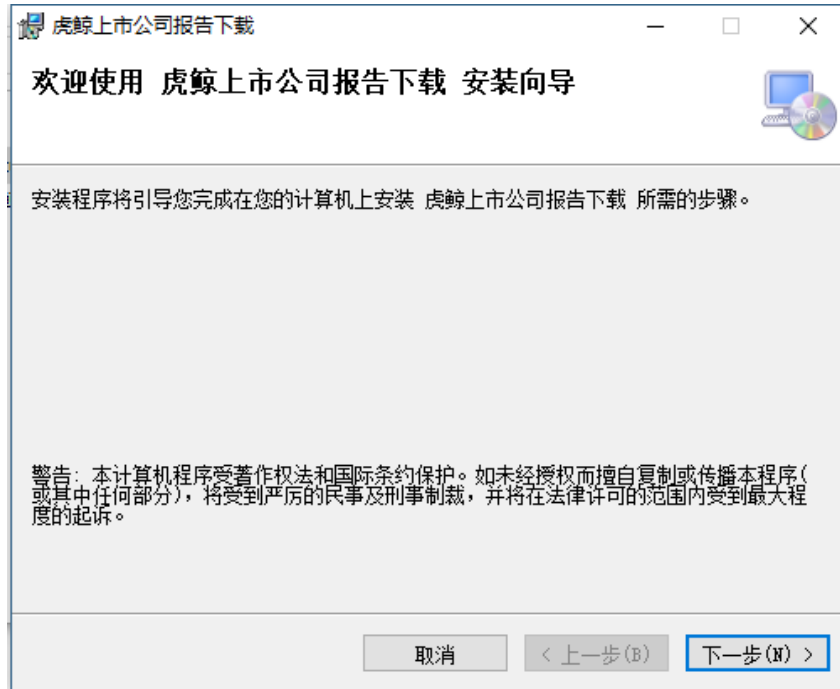 虎鲸上市公司报告下载
欢迎使用 虎鲸上市公司报告下载 安装向导
安装程序将引导您完成在您的计算机上安装 虎鲸上市公司报告下载 所需的步骤。
警告: 本计算机程序受著作权法和国际条约保护。如未经授权而擅自复制或传播本程序(
或其中任何部分)，将受到严厉的民事及刑事制裁，并将在法律许可的范围内受到最大程
度的起诉。
取消
< 上一步(B)
下一步(N) >